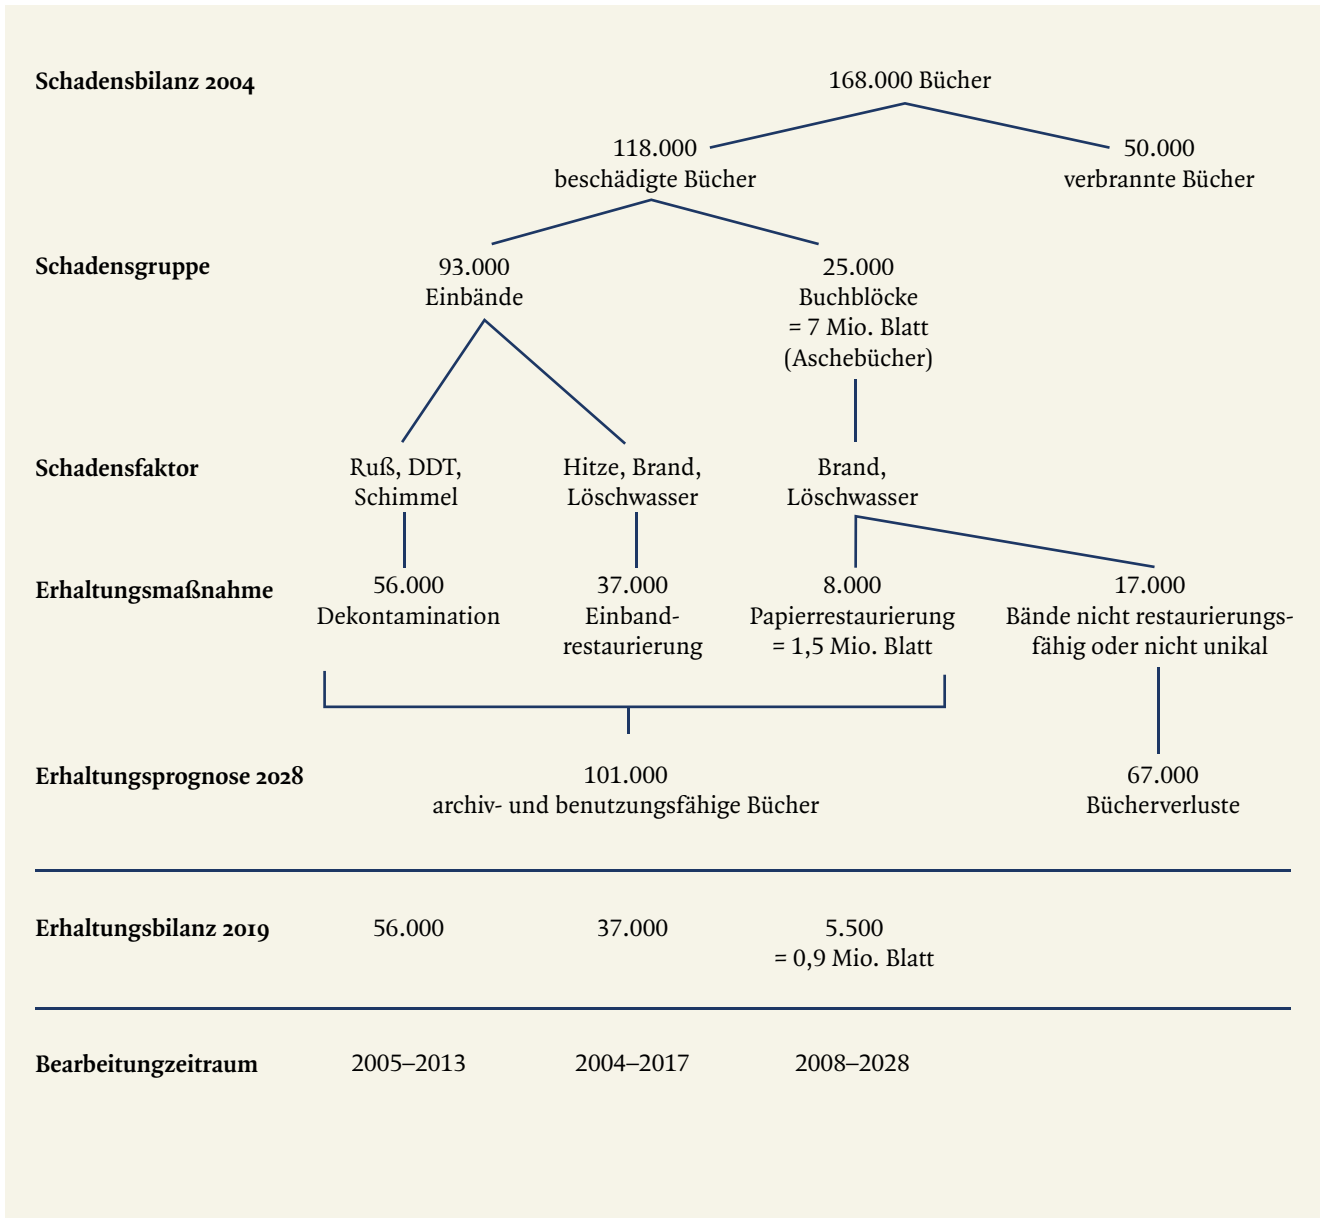 Schadensbilanz 2004
168.000 Bücher
118.000
beschädigte Bücher
50.000
verbrannte Bücher
Schadensgruppe
93.000
Einbände
25.000
Buchblöcke
= 7 Mio. Blatt
(Aschebücher)
Schadensfaktor
Ruß, DDT,
Schimmel
Hitze, Brand,
Löschwasser
Brand,
Löschwasser
Erhaltungsmaßnahme
56.000
Dekontamination
37.000
Einband-
restaurierung
8.000
Papierrestaurierung
= 1,5 Mio. Blatt
17.000
Bände nicht restaurierungs-
fähig oder nicht unikal
Erhaltungsprognose 2028
101.000
archiv- und benutzungsfähige Bücher
67.000
Bücherverluste
Erhaltungsbilanz 2019
56.000
37.000
5.500
= 0,9 Mio. Blatt
Bearbeitungzeitraum
2005–2013
2004–2017
2008–2028